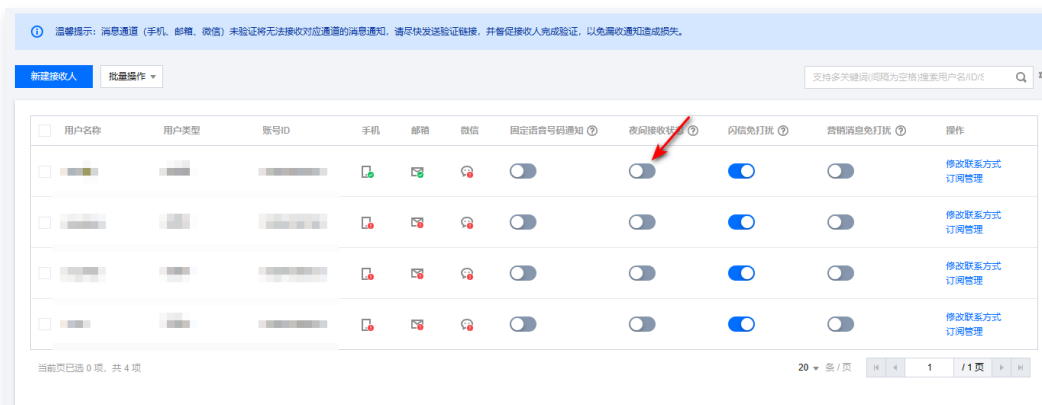 温馨提示：消息通道（手机、邮箱、微信）未验证将无法接收对应通道的消息通知，请尽快发送验证链接，并督促接收人完成验证，以免漏收通知造成损失。
新建接收人 批量操作
支持多关键词(间隔为空格)搜索用户名/ID/S
用户名称 用户类型 账号ID 手机 邮箱 微信 固定语音号码通知 夜间接收状态 闪信免打扰 营销消息免打扰 操作
修改联系方式
订阅管理
修改联系方式
订阅管理
修改联系方式
订阅管理
修改联系方式
订阅管理
当前页已选 0 项，共 4 项 20 条 / 页 1 / 1 页